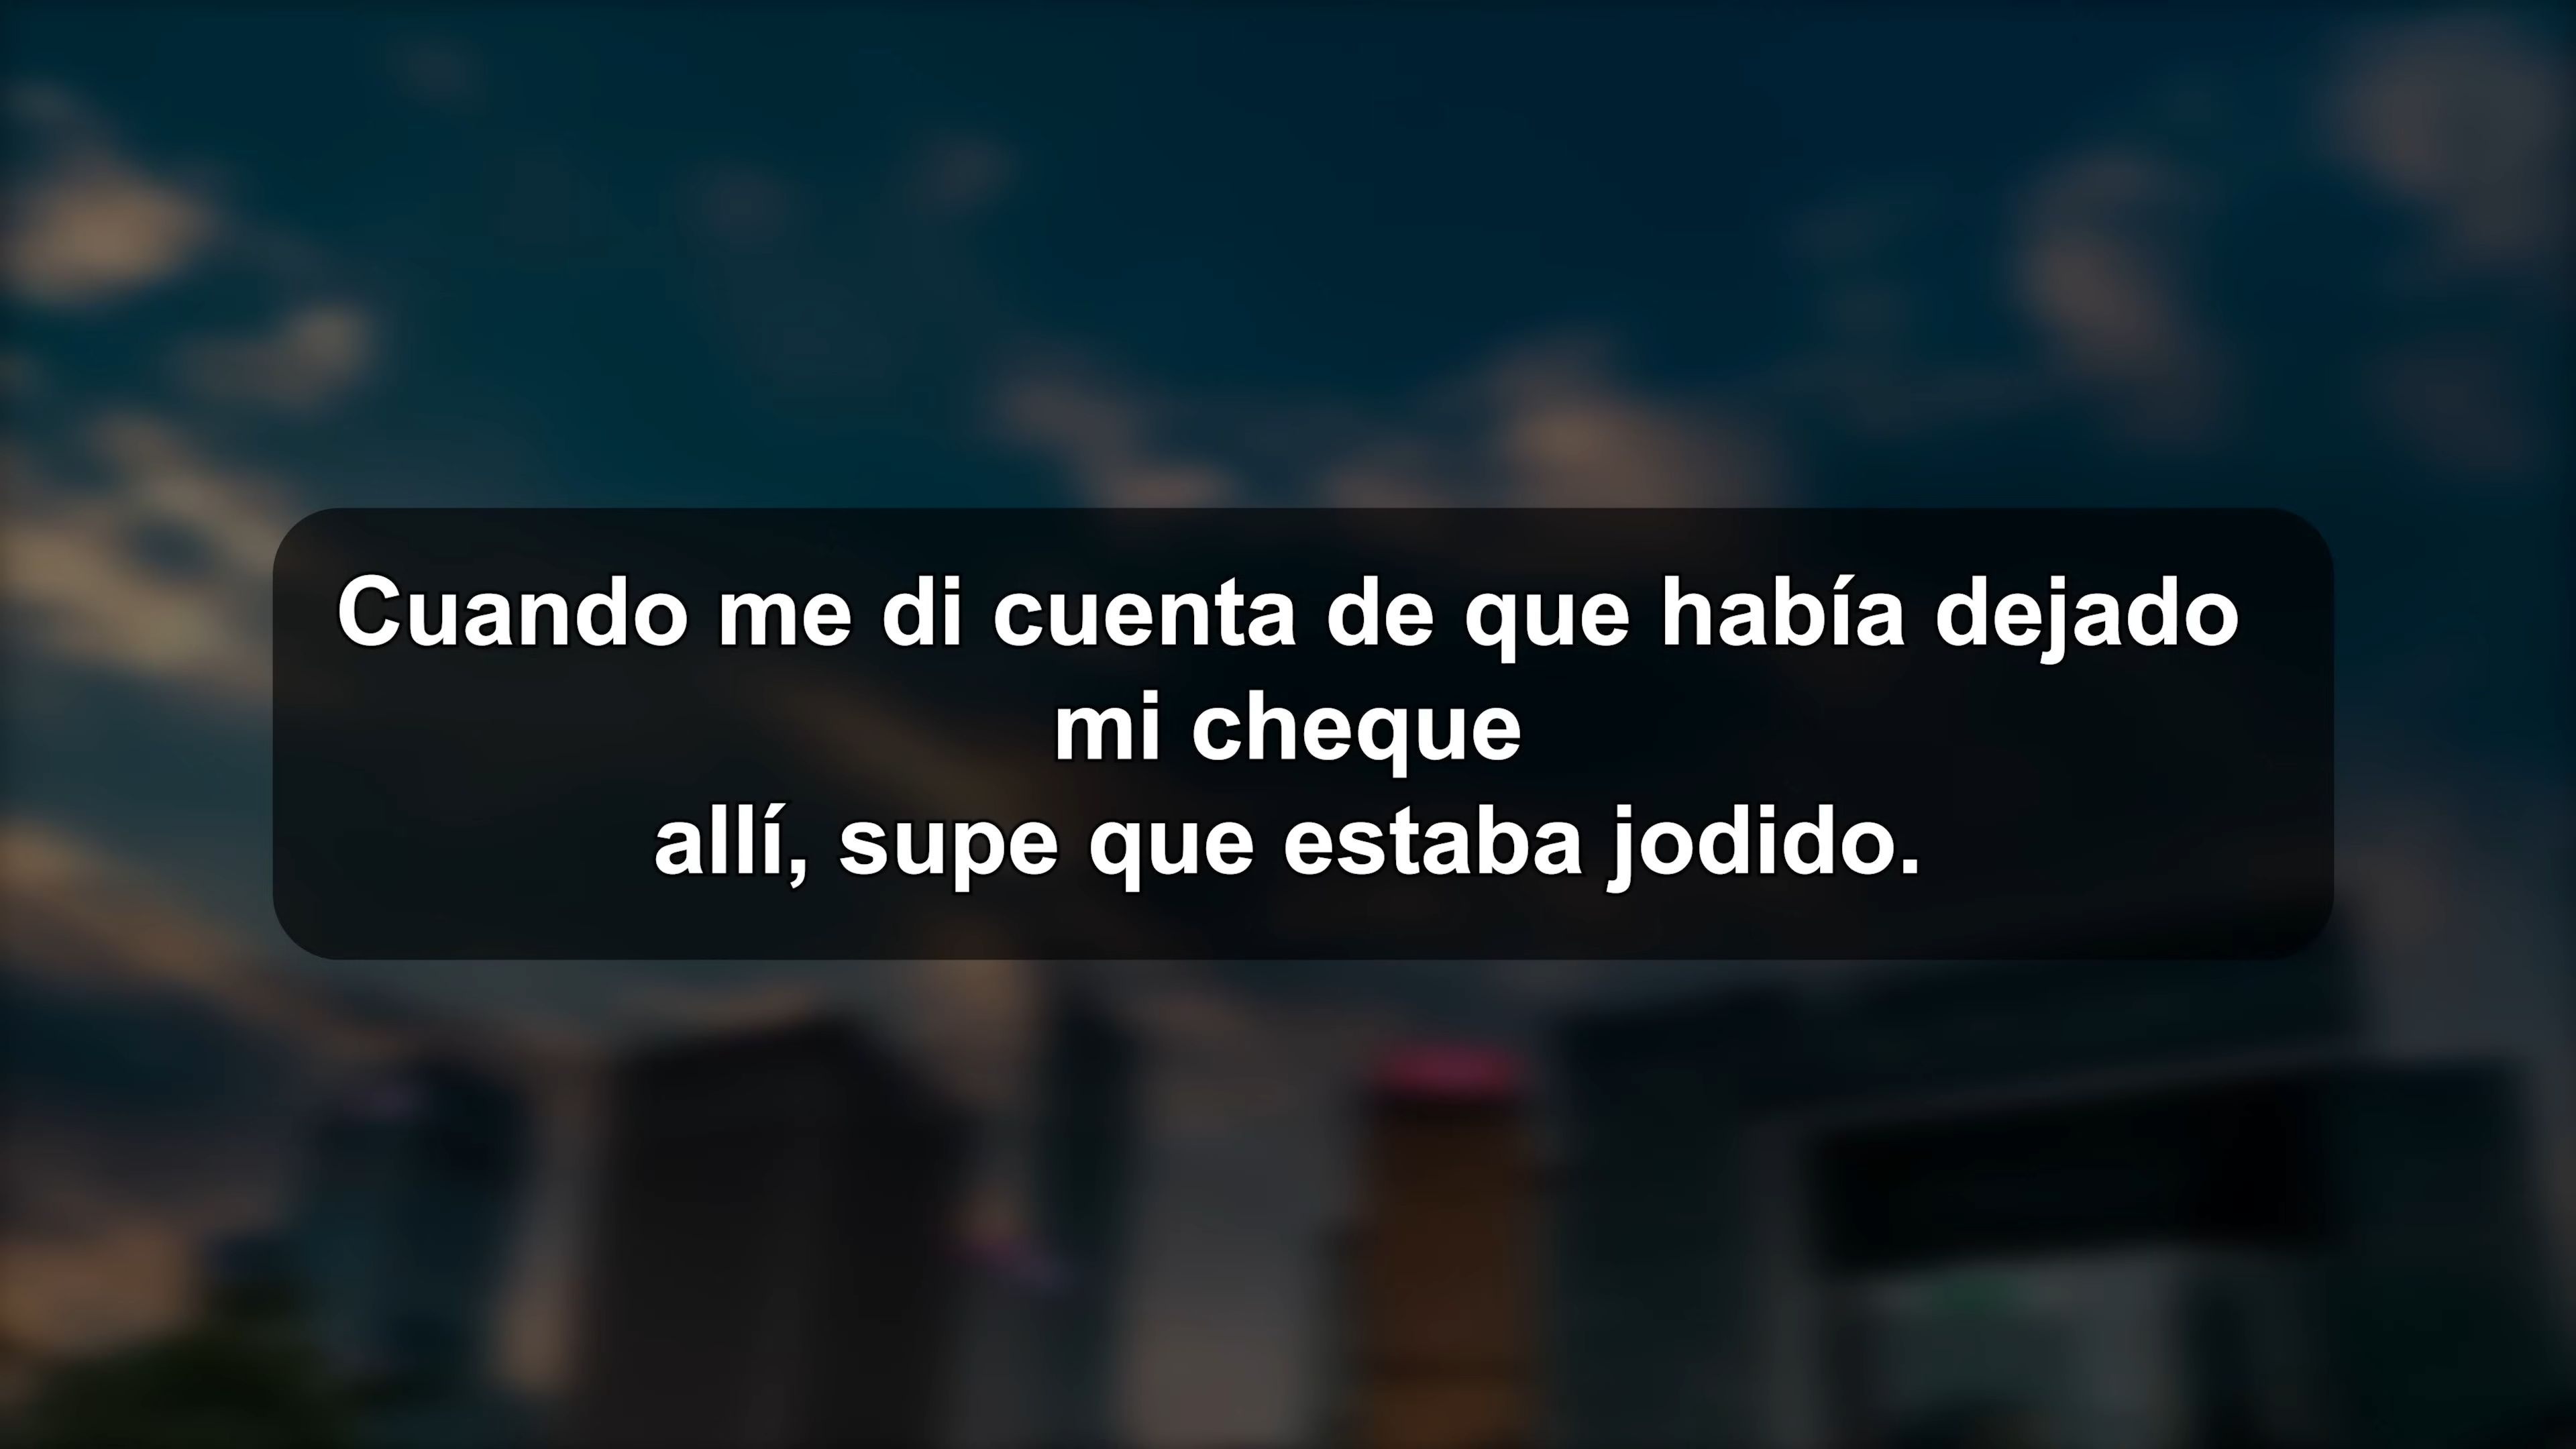 Cuando me di cuenta de que había dejado
mi cheque
allí, supe que estaba jodido.